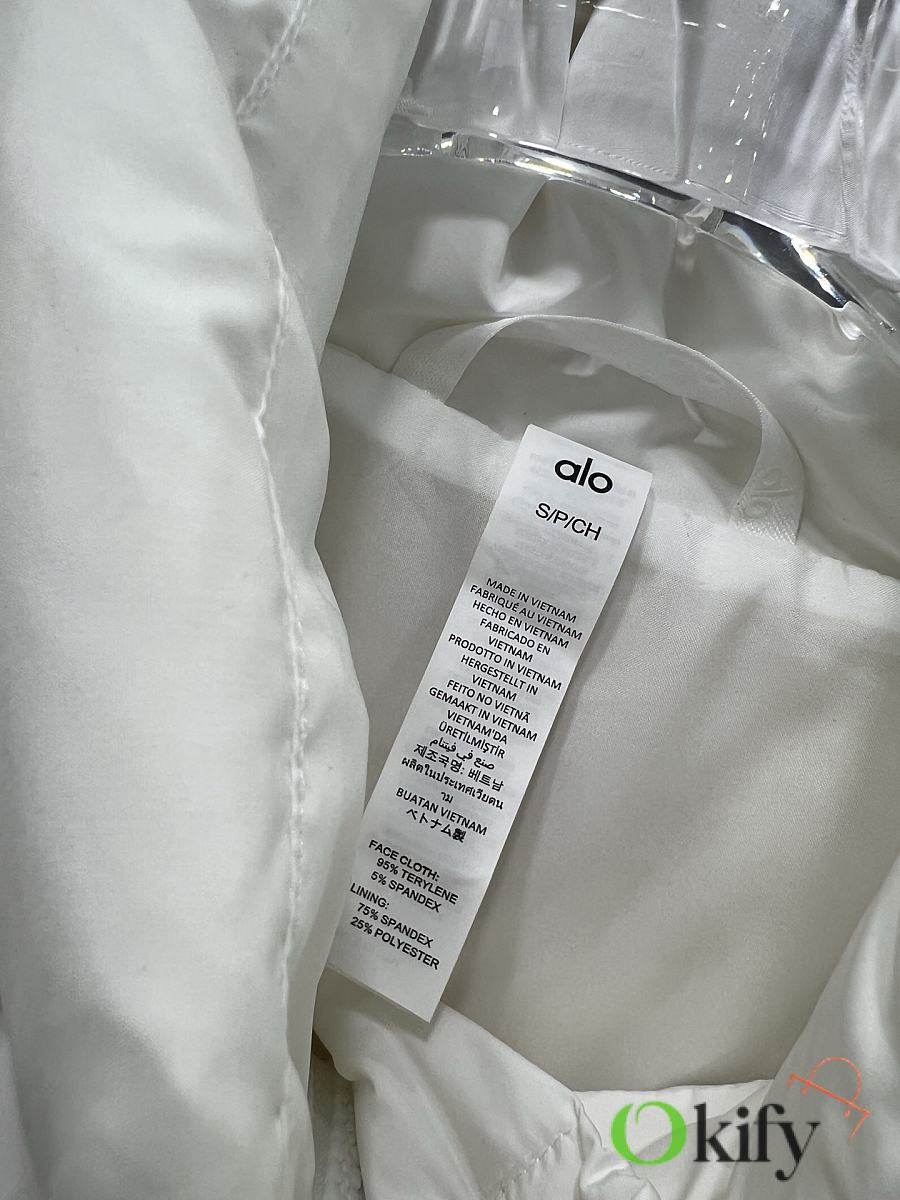 alo
S/P/CH
MADE IN VIETNAM
FABRIQUÉ AU VIETNAM
HECHO EN VIETNAM
FABRICADO EN
VIETNAM
PRODOTTO IN VIETNAM
HERGESTELLT IN
VIETNAM
FEITO NO VIETNÃ
GEMAAKT IN VIETNAM
VIETNAM'DA
ÜRETİLMİŞTİR
صنع في فيتنام
제조국명: 베트남
ผลิตในประเทศเวียดน
าม
BUATAN VIETNAM
ベトナム製
FACE CLOTH:
95% TERYLENE
5% SPANDEX
LINING:
75% SPANDEX
25% POLYESTER
Okify